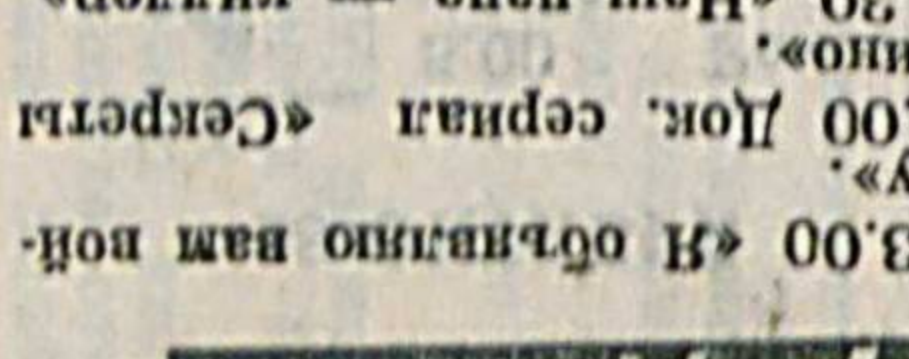 3.00 «Я объявляю вам вой-
у».
.00 Док. сериал «Секреты
ино».